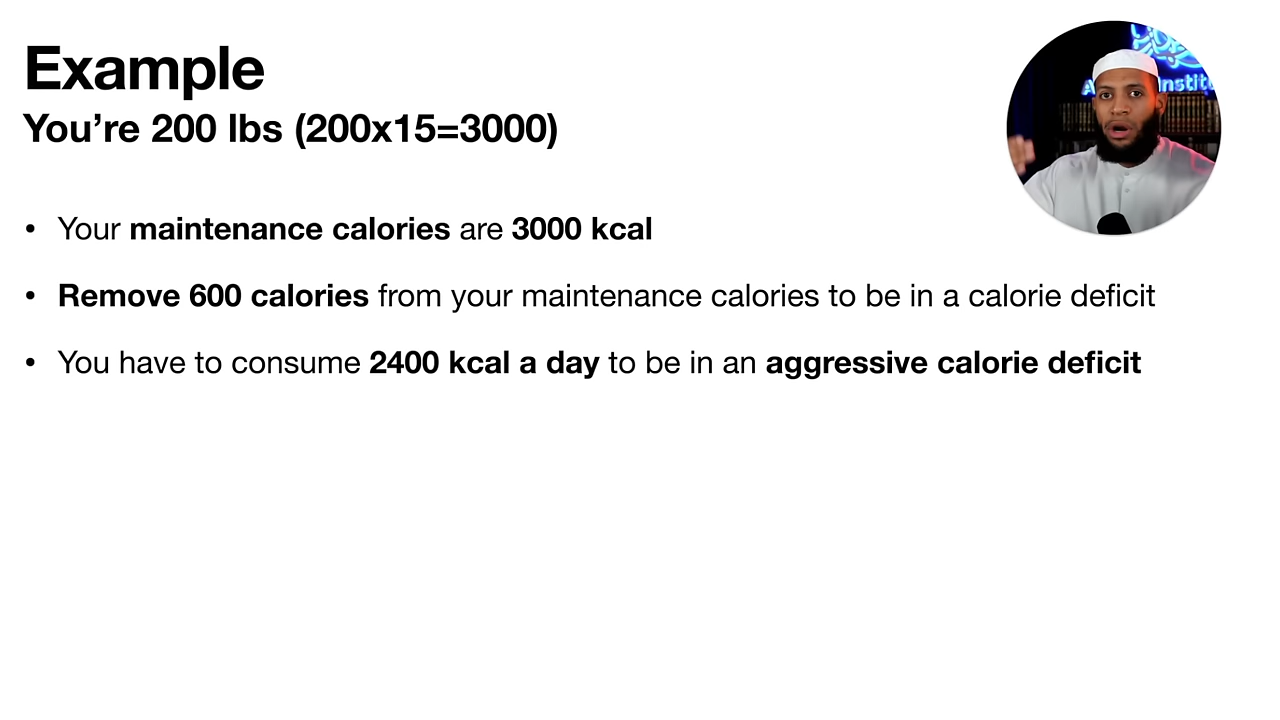 Example
You’re 200 lbs (200x15=3000)
• Your maintenance calories are 3000 kcal
• Remove 600 calories from your maintenance calories to be in a calorie deficit
• You have to consume 2400 kcal a day to be in an aggressive calorie deficit